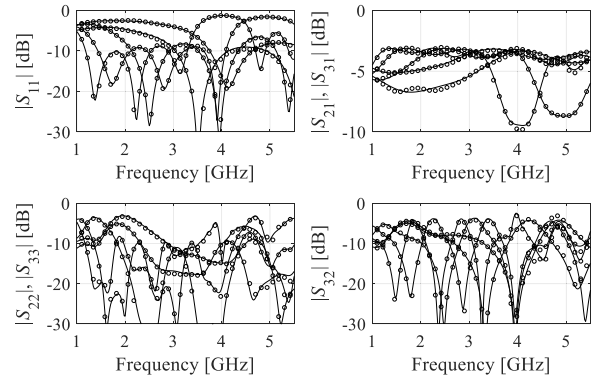 |S11| [dB]
0
-10
-20
-30
1 2 3 4 5
Frequency [GHz]
|S21|, |S31| [dB]
0
-5
-10
1 2 3 4 5
Frequency [GHz]
|S22|, |S33| [dB]
0
-10
-20
-30
1 2 3 4 5
Frequency [GHz]
|S32| [dB]
0
-10
-20
-30
1 2 3 4 5
Frequency [GHz]